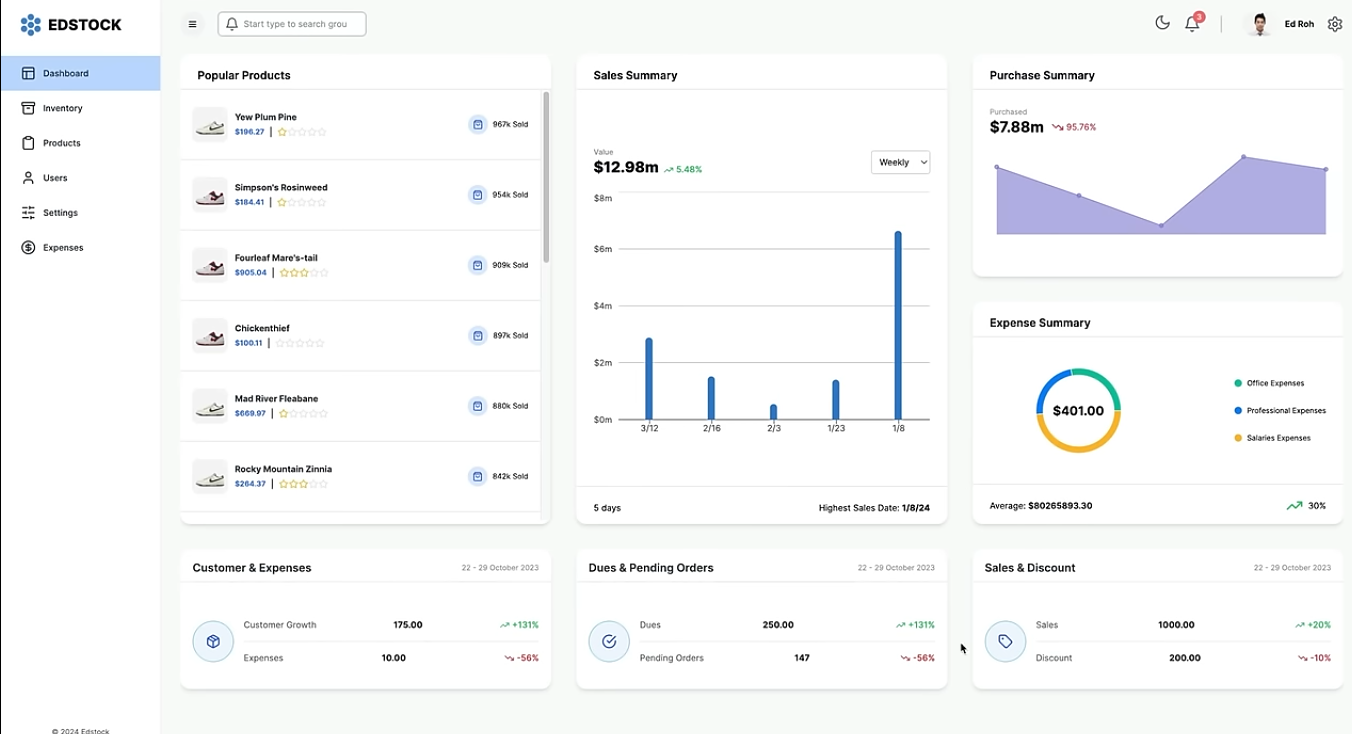 EDSTOCK
Start type to search grou
3
Ed Roh
Dashboard
Inventory
Products
Users
Settings
Expenses
© 2024 Edstock
Popular Products
Yew Plum Pine
$196.27 |
967k Sold
Simpson's Rosinweed
$184.41 |
954k Sold
Fourleaf Mare's-tail
$905.04 |
909k Sold
Chickenthief
$100.11 |
897k Sold
Mad River Fleabane
$669.97 |
880k Sold
Rocky Mountain Zinnia
$264.37 |
842k Sold
Sales Summary
Value
$12.98m 5.48%
Weekly
$8m
$6m
$4m
$2m
$0m
3/12 2/16 2/3 1/23 1/8
5 days
Highest Sales Date: 1/8/24
Purchase Summary
Purchased
$7.88m 95.76%
Expense Summary
$401.00
Office Expenses
Professional Expenses
Salaries Expenses
Average: $80265893.30
30%
Customer & Expenses
22 - 29 October 2023
Customer Growth 175.00 +131%
Expenses 10.00 -56%
Dues & Pending Orders
22 - 29 October 2023
Dues 250.00 +131%
Pending Orders 147 -56%
Sales & Discount
22 - 29 October 2023
Sales 1000.00 +20%
Discount 200.00 -10%